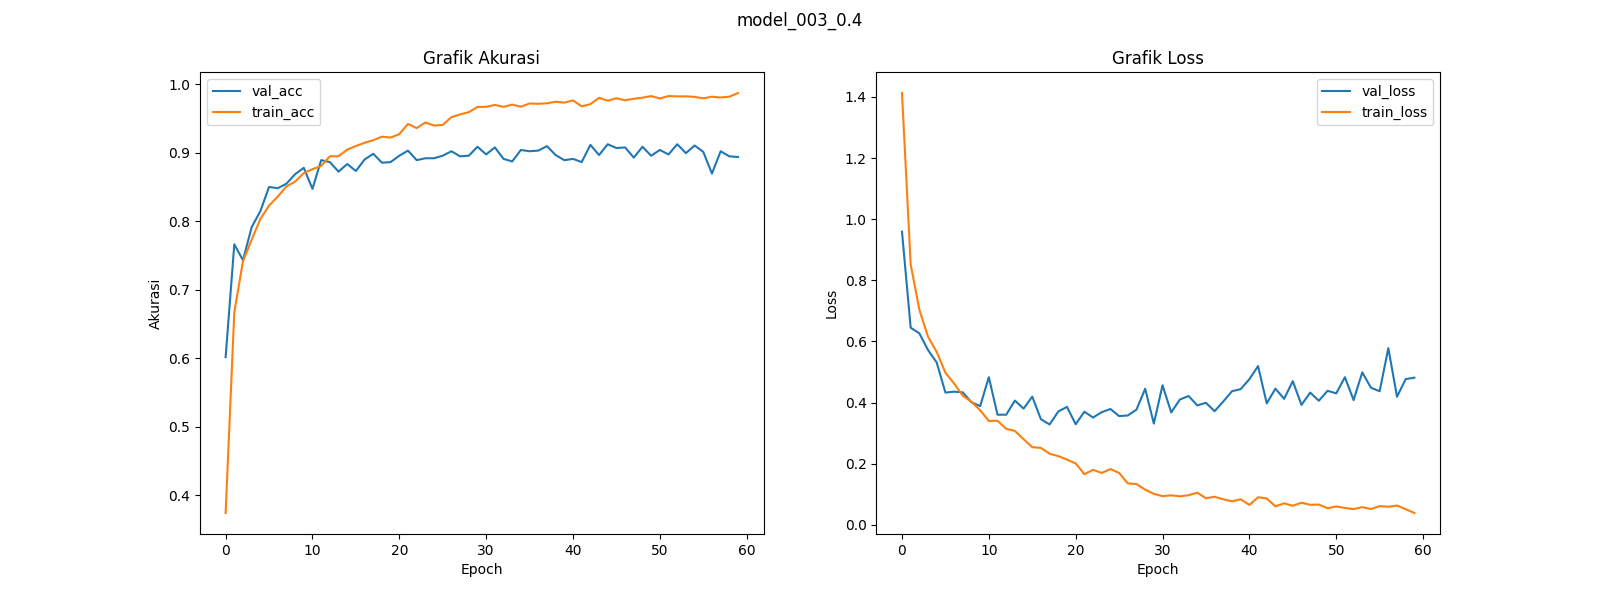 model_003_0.4
Grafik Akurasi
val_acc
train_acc
1.0
0.9
0.8
0.7
0.6
0.5
0.4
Akurasi
0
10
20
30
40
50
60
Epoch
Grafik Loss
val_loss
train_loss
1.4
1.2
1.0
0.8
0.6
0.4
0.2
0.0
Loss
0
10
20
30
40
50
60
Epoch